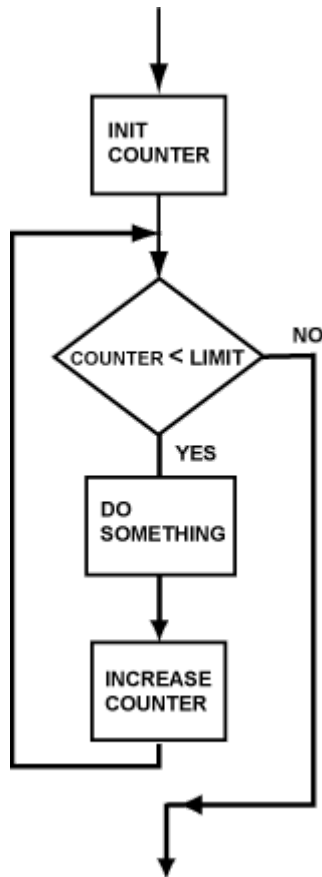 INIT
COUNTER
COUNTER < LIMIT
NO
YES
DO
SOMETHING
INCREASE
COUNTER